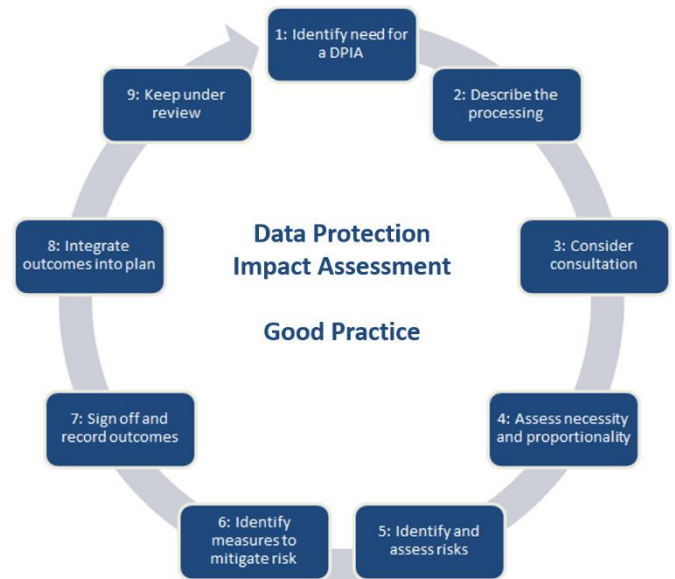 1: Identify need for
a DPIA
2: Describe the
processing
3: Consider
consultation
4: Assess necessity
and proportionality
5: Identify and
assess risks
6: Identify
measures to
mitigate risk
7: Sign off and
record outcomes
8: Integrate
outcomes into plan
9: Keep under
review
Data Protection
Impact Assessment
Good Practice